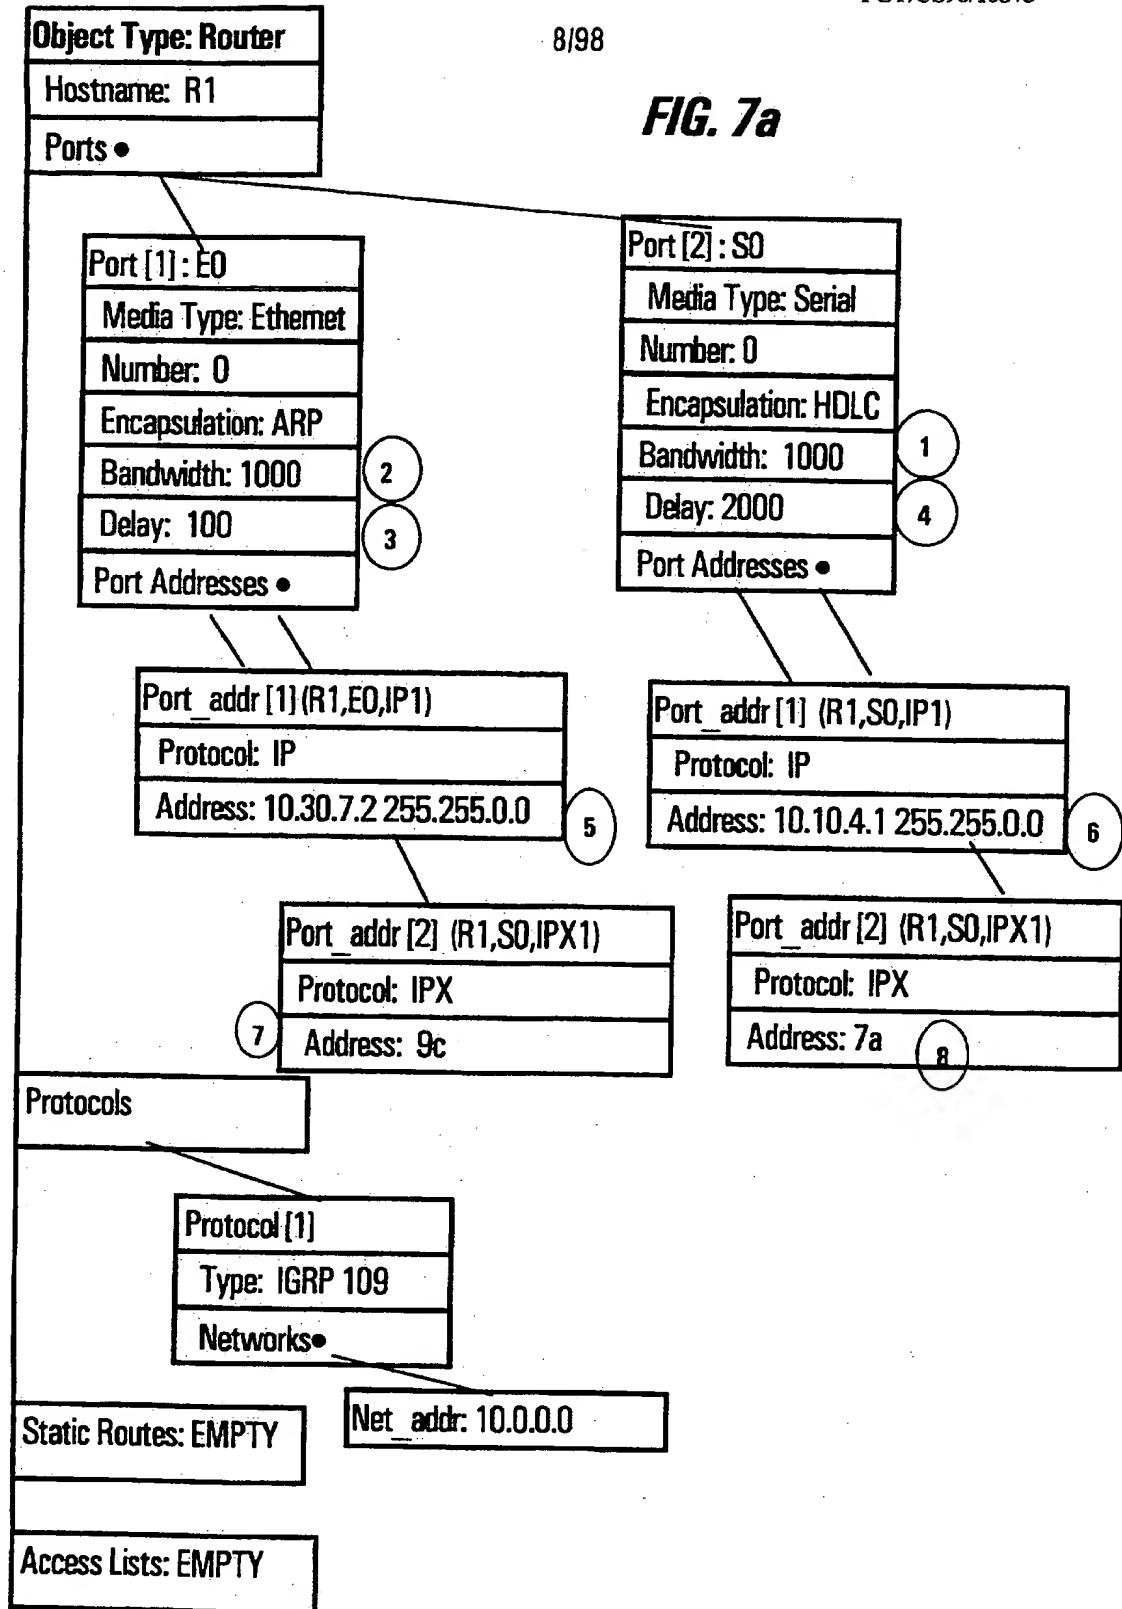 8/98
FIG. 7a
Object Type: Router
Hostname: R1
Ports
Port [1] : E0
Media Type: Ethernet
Number: 0
Encapsulation: ARP
Bandwidth: 1000
2
Delay: 100
3
Port Addresses
Port [2] : S0
Media Type: Serial
Number: 0
Encapsulation: HDLC
1
Bandwidth: 1000
Delay: 2000
4
Port Addresses
Port_addr [1] (R1,E0,IP1)
Protocol: IP
Address: 10.30.7.2 255.255.0.0
5
Port_addr [1] (R1,S0,IP1)
Protocol: IP
Address: 10.10.4.1 255.255.0.0
6
Port_addr [2] (R1,S0,IPX1)
Protocol: IPX
7
Address: 9c
Port_addr [2] (R1,S0,IPX1)
Protocol: IPX
Address: 7a
8
Protocols
Protocol [1]
Type: IGRP 109
Networks
Net_addr: 10.0.0.0
Static Routes: EMPTY
Access Lists: EMPTY